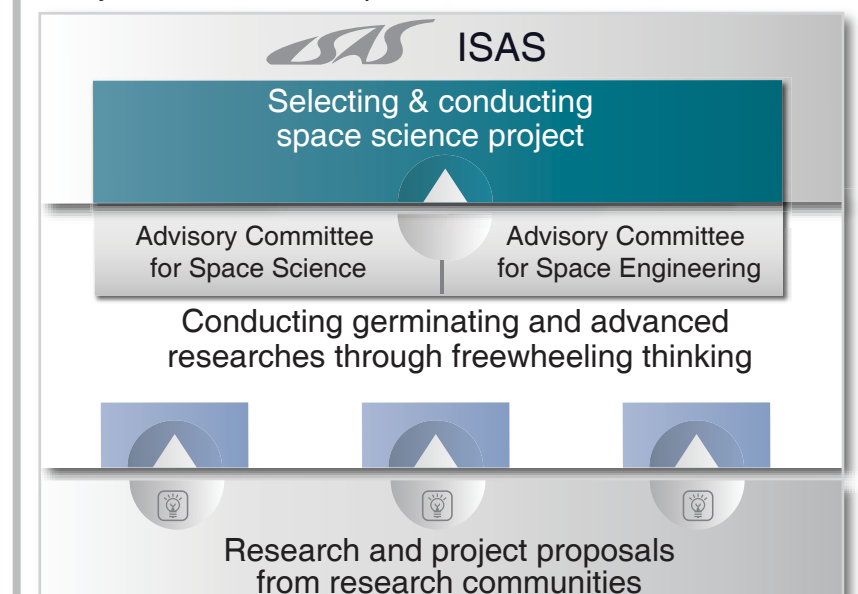 ISAS ISAS
Selecting & conducting
space science project
Advisory Committee
for Space Science
Advisory Committee
for Space Engineering
Conducting germinating and advanced
researches through freewheeling thinking
Research and project proposals
from research communities